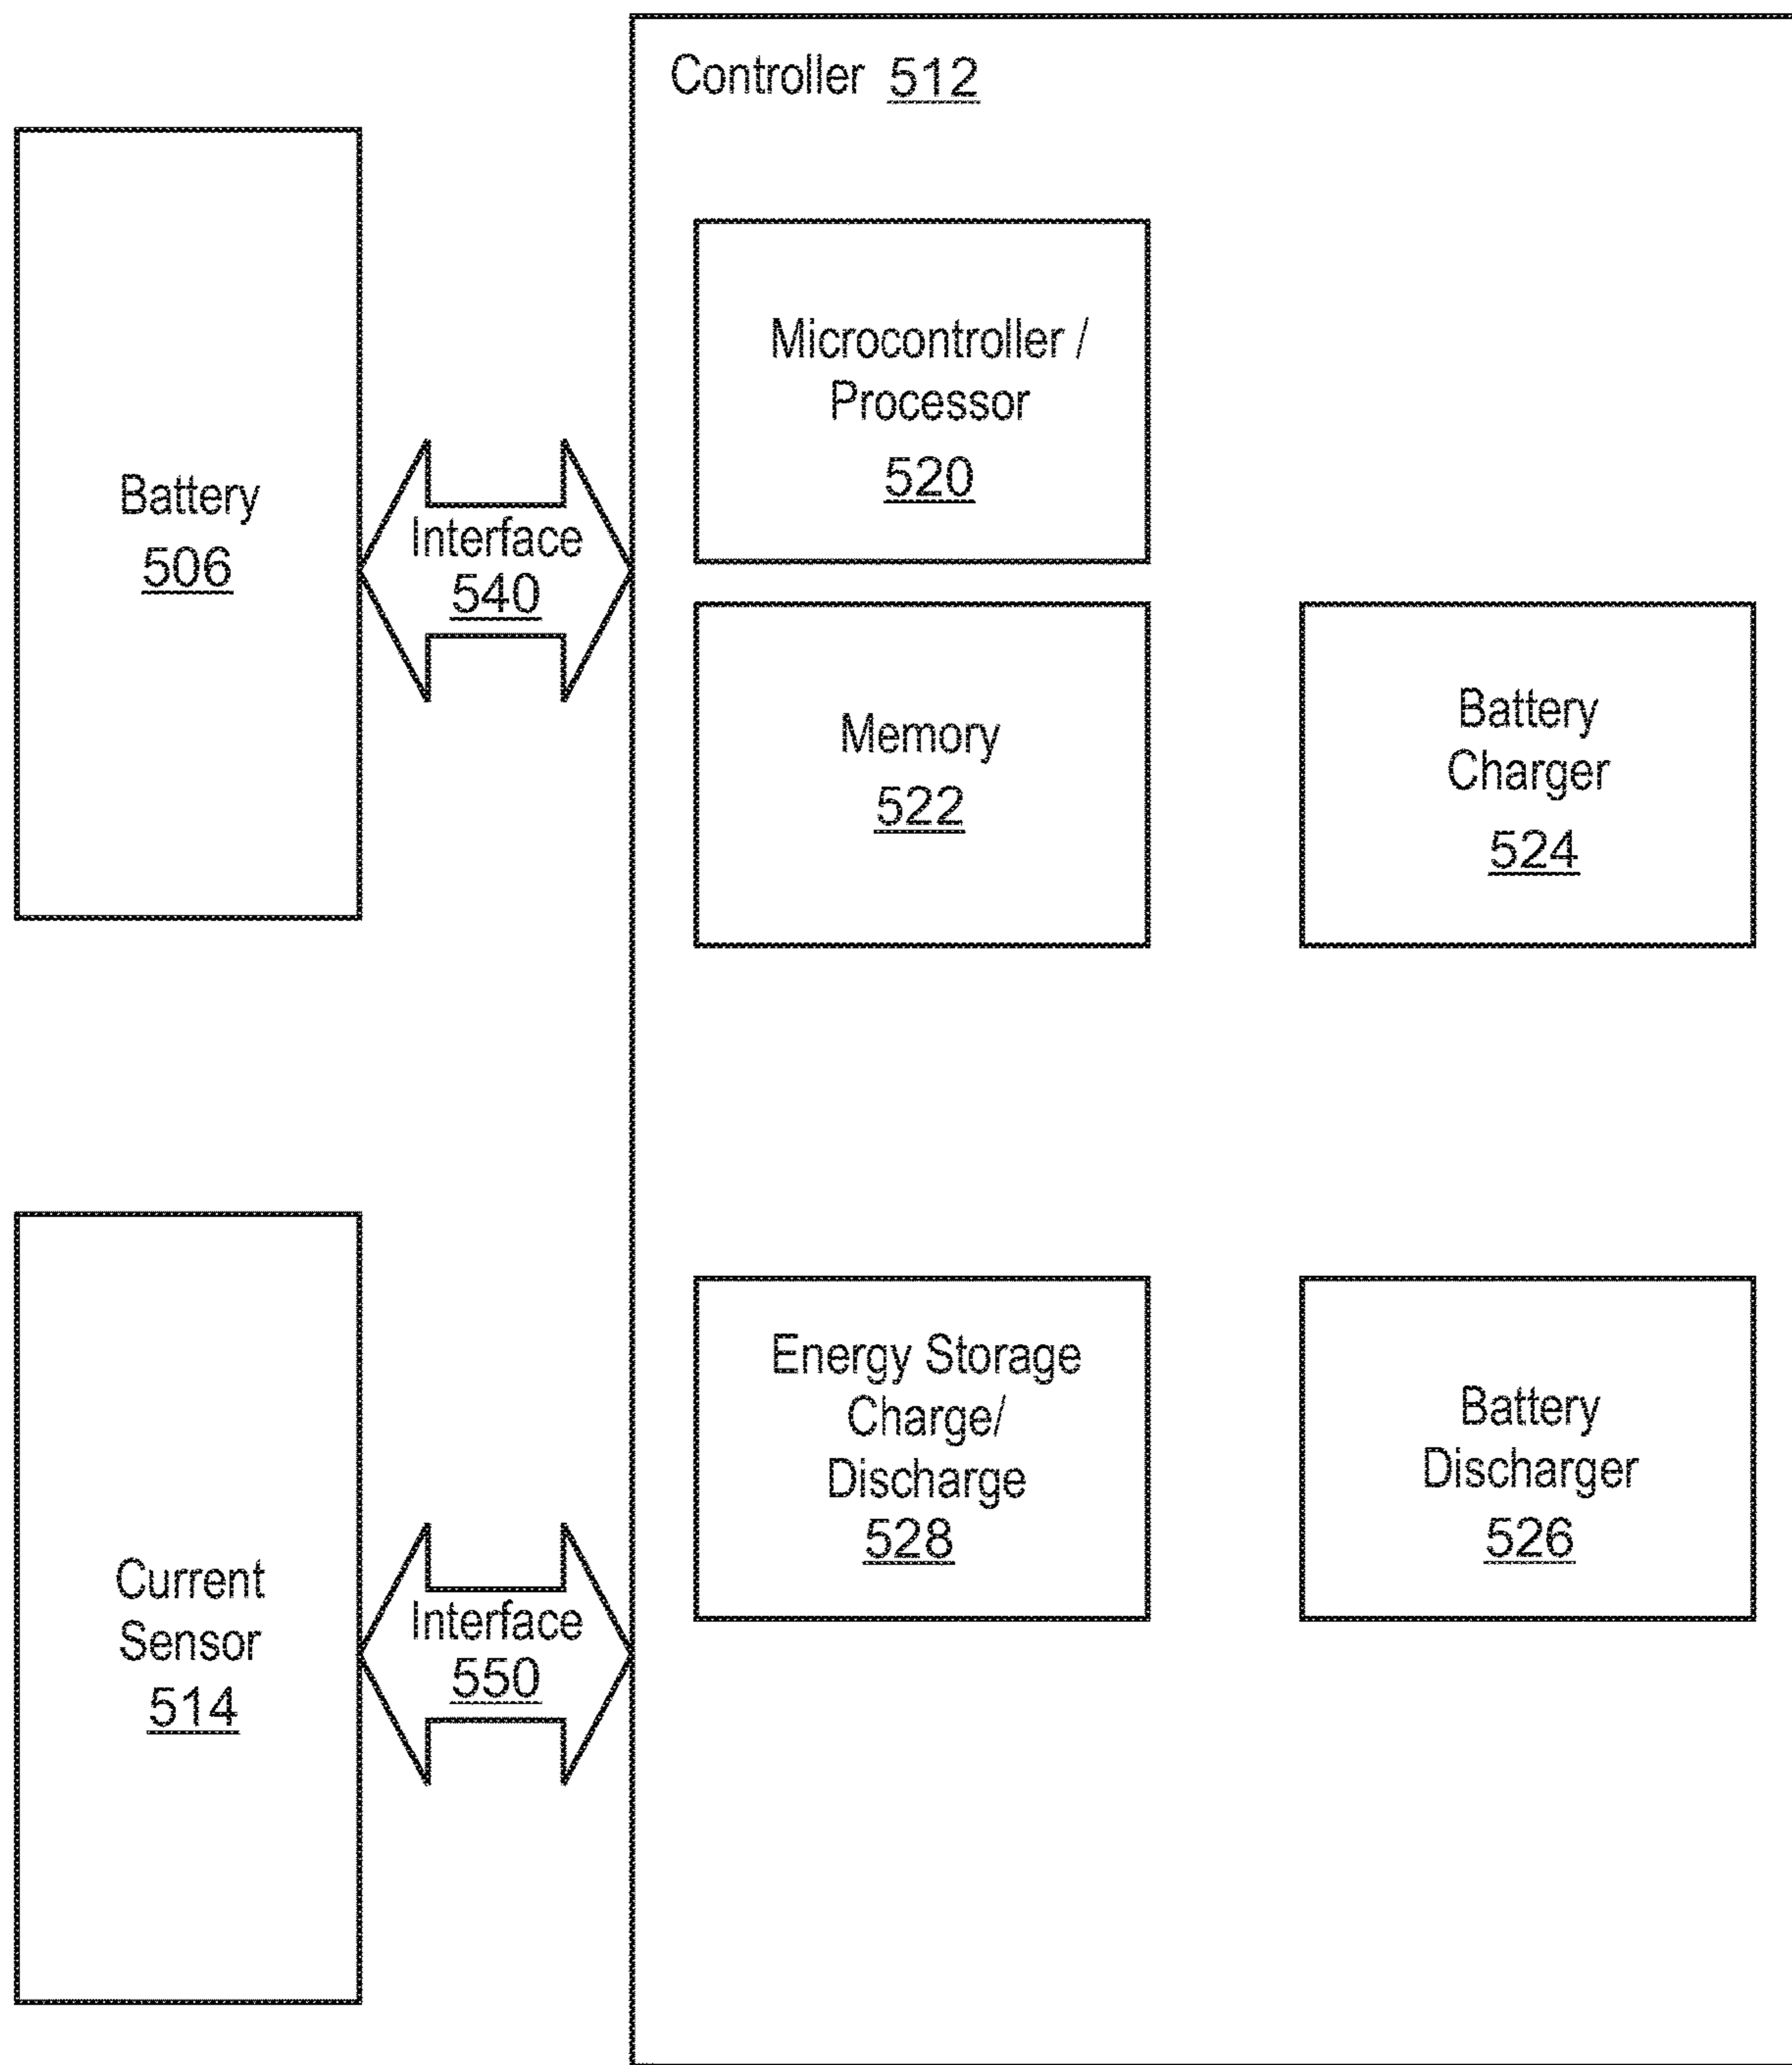 Controller 512
Battery
506
Interface
540
Microcontroller /
Processor
520
Memory
522
Battery
Charger
524
Current
Sensor
514
Interface
550
Energy Storage
Charge/
Discharge
528
Battery
Discharger
526